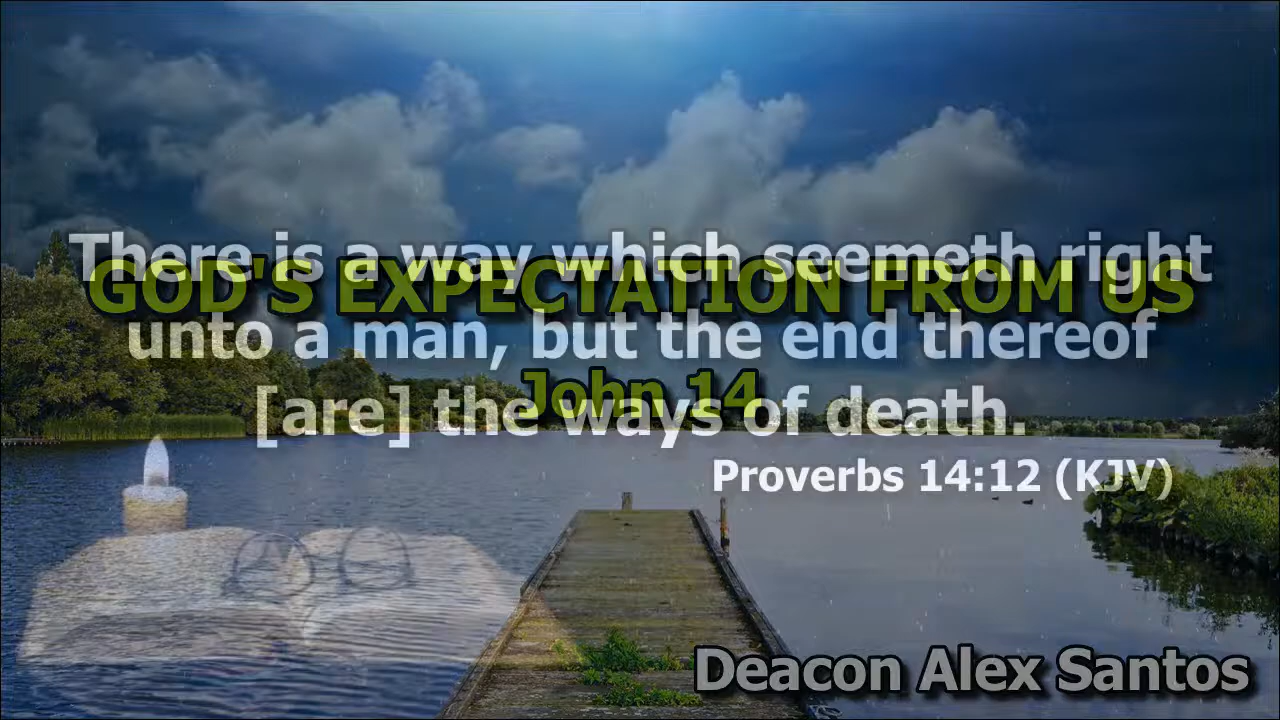 There is a way which seemeth right
GOD'S EXPECTATION FROM US
unto a man, but the end thereof
John 14
[are] the ways of death.
Proverbs 14:12 (KJV)
Deacon Alex Santos